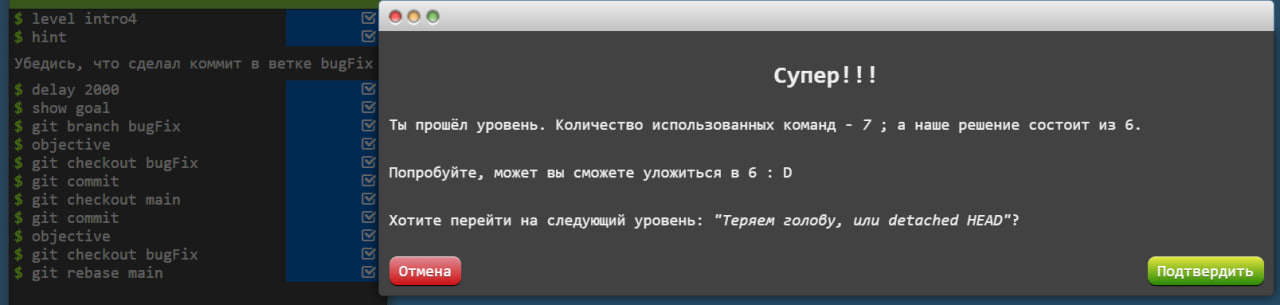 $ level intro4
$ hint
Убедись, что сделал коммит в ветке bugFix
$ delay 2000
$ show goal
$ git branch bugFix
$ objective
$ git checkout bugFix
$ git commit
$ git checkout main
$ git commit
$ objective
$ git checkout bugFix
$ git rebase main
Супер!!!
Ты прошёл уровень. Количество использованных команд - 7 ; а наше решение состоит из 6.
Попробуйте, может вы сможете уложиться в 6 : D
Хотите перейти на следующий уровень: "Теряем голову, или detached HEAD"?
Отмена
Подтвердить